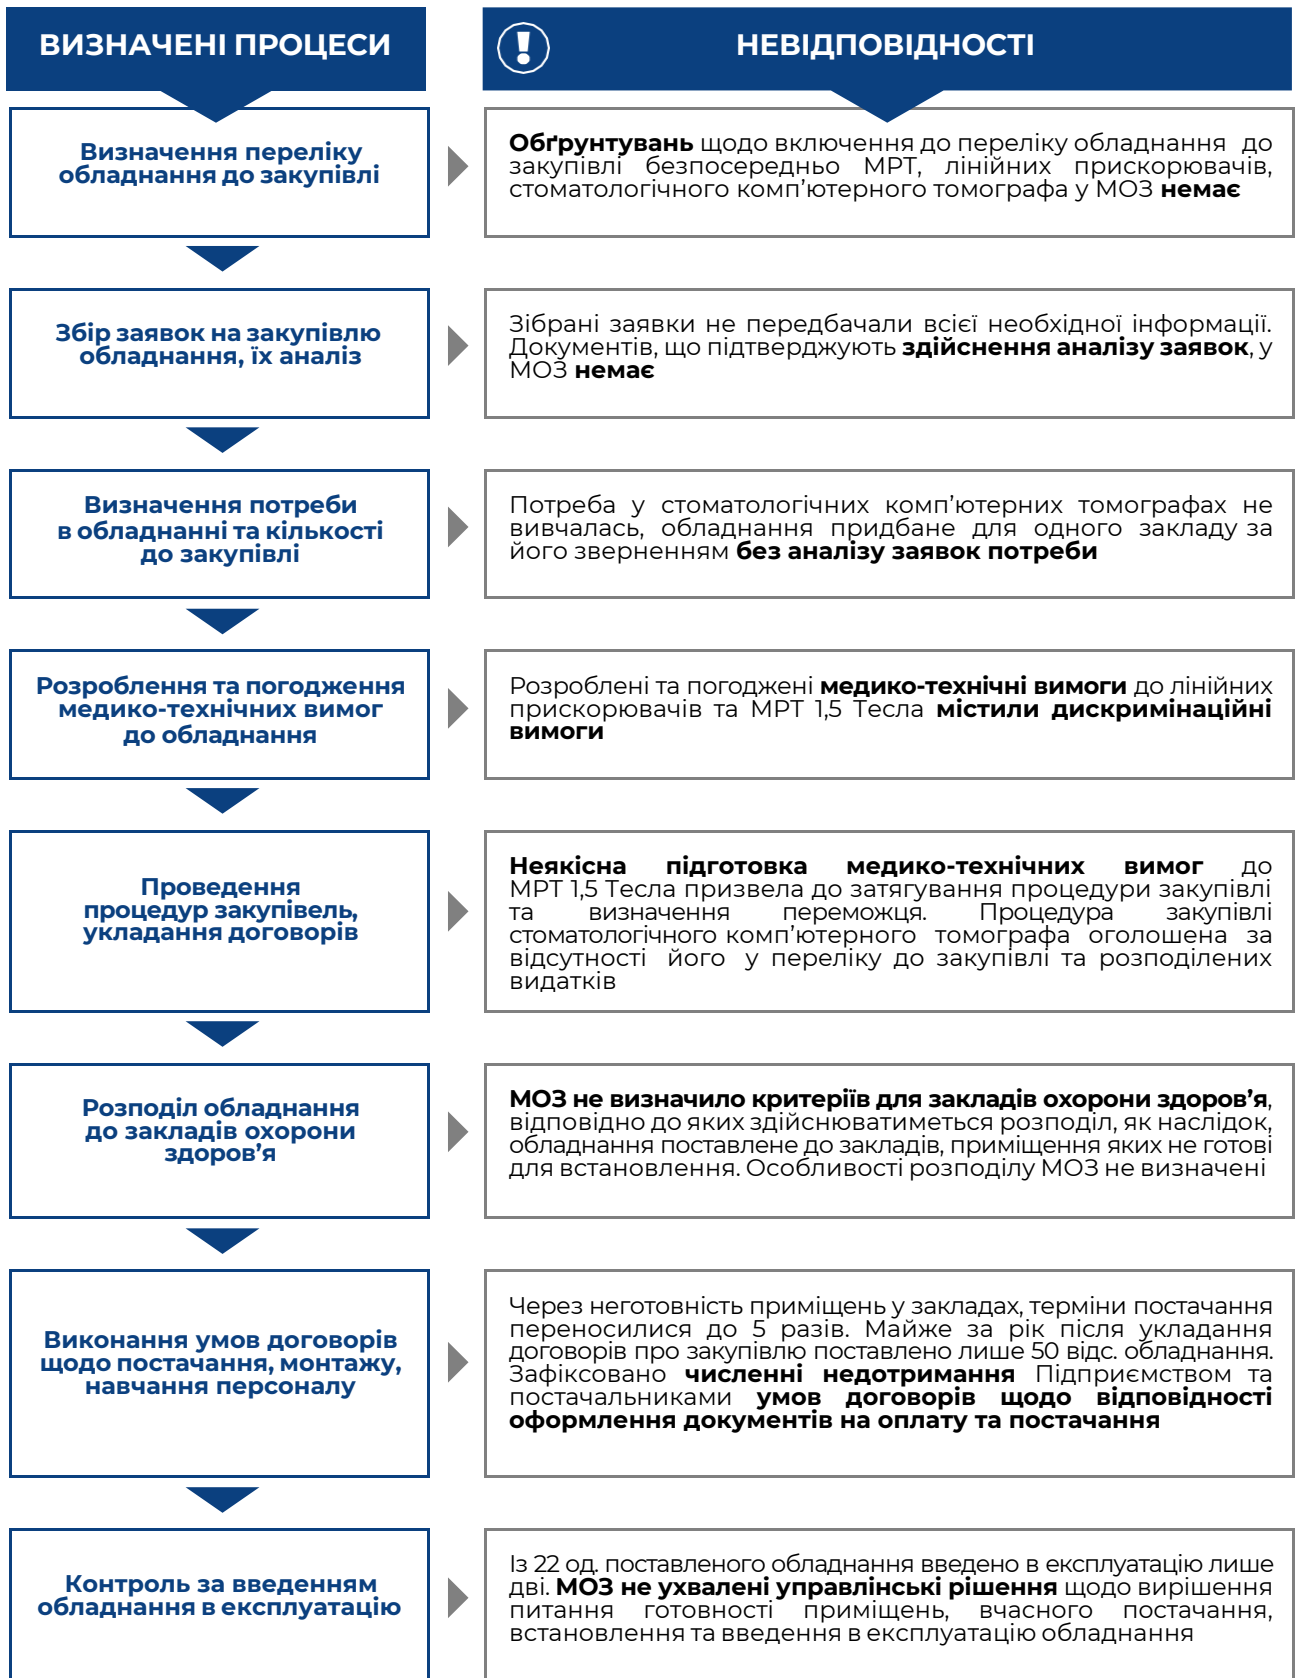 ВИЗНАЧЕНІ ПРОЦЕСИ
НЕВІДПОВІДНОСТІ
Визначення переліку
обладнання до закупівлі
Обґрунтувань щодо включення до переліку обладнання до
закупівлі безпосередньо МРТ, лінійних прискорювачів,
стоматологічного комп’ютерного томографа у МОЗ немає
Збір заявок на закупівлю
обладнання, їх аналіз
Зібрані заявки не передбачали всієї необхідної інформації.
Документів, що підтверджують здійснення аналізу заявок, у
МОЗ немає
Визначення потреби
в обладнанні та кількості
до закупівлі
Потреба у стоматологічних комп’ютерних томографах не
вивчалась, обладнання придбане для одного закладу за
його зверненням без аналізу заявок потреби
Розроблення та погодження
медико-технічних вимог
до обладнання
Розроблені та погоджені медико-технічні вимоги до лінійних
прискорювачів та МРТ 1,5 Тесла містили дискримінаційні
вимоги
Проведення
процедур закупівель,
укладання договорів
Неякісна підготовка медико-технічних вимог до
МРТ 1,5 Тесла призвела до затягування процедури закупівлі
та визначення переможця. Процедура закупівлі
стоматологічного комп’ютерного томографа оголошена за
відсутності його у переліку до закупівлі та розподілених
видатків
Розподіл обладнання
до закладів охорони
здоров’я
МОЗ не визначило критеріїв для закладів охорони здоров’я,
відповідно до яких здійснюватиметься розподіл, як наслідок,
обладнання поставлене до закладів, приміщення яких не готові
для встановлення. Особливості розподілу МОЗ не визначені
Виконання умов договорів
щодо постачання, монтажу,
навчання персоналу
Через неготовність приміщень у закладах, терміни постачання
переносилися до 5 разів. Майже за рік після укладання
договорів про закупівлю поставлено лише 50 відс. обладнання.
Зафіксовано численні недотримання Підприємством та
постачальниками умов договорів щодо відповідності
оформлення документів на оплату та постачання
Контроль за введенням
обладнання в експлуатацію
Із 22 од. поставленого обладнання введено в експлуатацію лише
дві. МОЗ не ухвалені управлінські рішення щодо вирішення
питання готовності приміщень, вчасного постачання,
встановлення та введення в експлуатацію обладнання